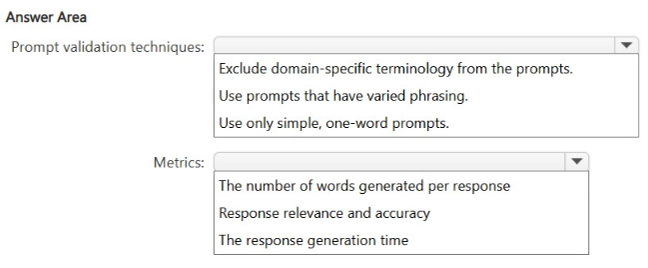 Answer Area
Prompt validation techniques:
Exclude domain-specific terminology from the prompts.
Use prompts that have varied phrasing.
Use only simple, one-word prompts.
Metrics:
The number of words generated per response
Response relevance and accuracy
The response generation time